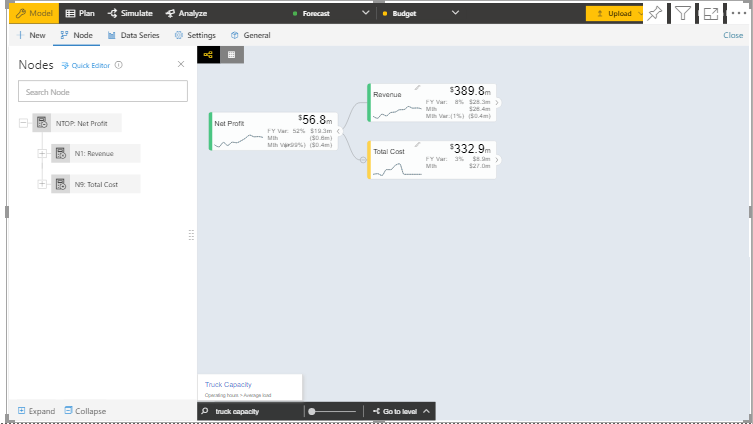 Model Plan Simulate Analyze Forecast Budget Upload
New Node Data Series Settings General Close
Nodes Quick Editor
Search Node
NTOP: Net Profit
N1: Revenue
N9: Total Cost
Net Profit $56.8m
FY Var: 52% $19.3m
Mth ($0.6m)
Mth Var: ($0.4m)
Revenue $389.8m
FY Var: 8% $28.3m
Mth $26.4m
Mth Var: (1%) ($0.4m)
Total Cost $332.9m
FY Var: 3% $8.9m
Mth $27.0m
Truck Capacity
Operating hours × Average load
truck capacity Go to level
Expand Collapse